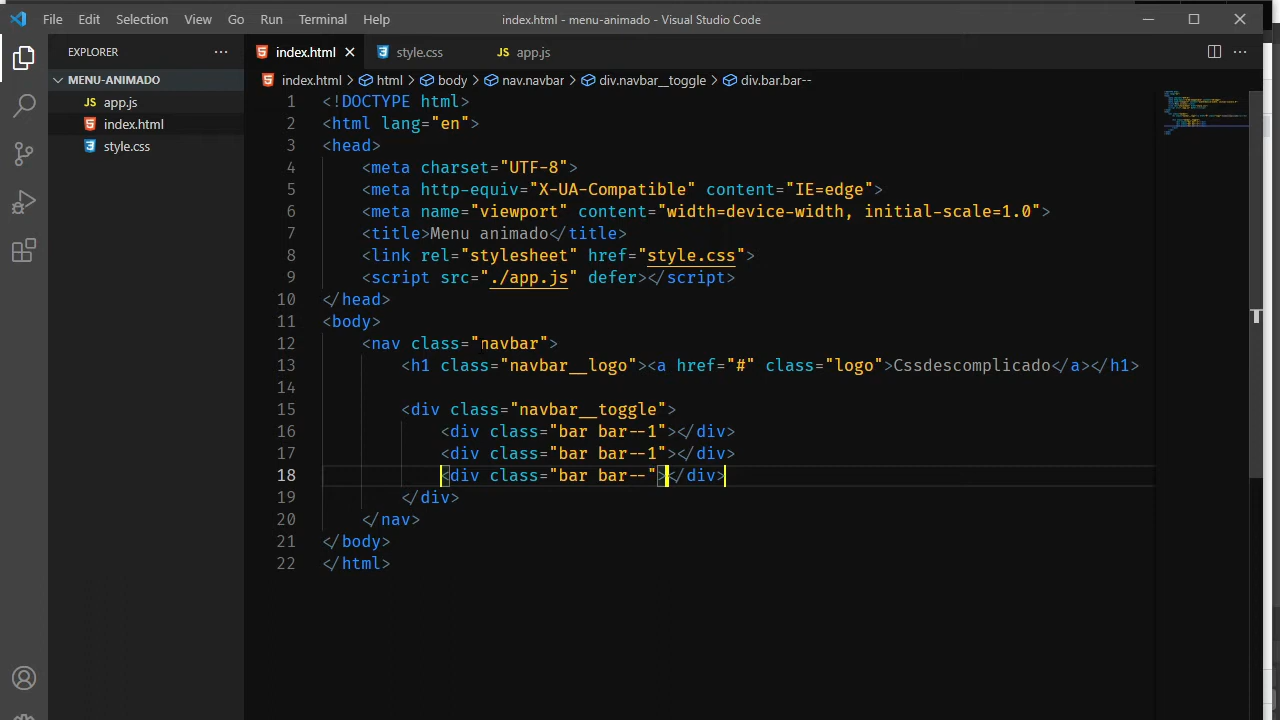 File Edit Selection View Go Run Terminal Help index.html - menu-animado - Visual Studio Code
EXPLORER ··· index.html style.css JS app.js ···
MENU-ANIMADO index.html > html > body > nav.navbar > div.navbar__toggle > div.bar.bar--
JS app.js
index.html
style.css
1 <!DOCTYPE html>
2 <html lang="en">
3 <head>
4 <meta charset="UTF-8">
5 <meta http-equiv="X-UA-Compatible" content="IE=edge">
6 <meta name="viewport" content="width=device-width, initial-scale=1.0">
7 <title>Menu animado</title>
8 <link rel="stylesheet" href="style.css">
9 <script src="./app.js" defer></script>
10 </head>
11 <body>
12 <nav class="navbar">
13 <h1 class="navbar__logo"><a href="#" class="logo">Cssdescomplicado</a></h1>
14
15 <div class="navbar__toggle">
16 <div class="bar bar--1"></div>
17 <div class="bar bar--1"></div>
18 <div class="bar bar--"></div>
19 </div>
20 </nav>
21 </body>
22 </html>